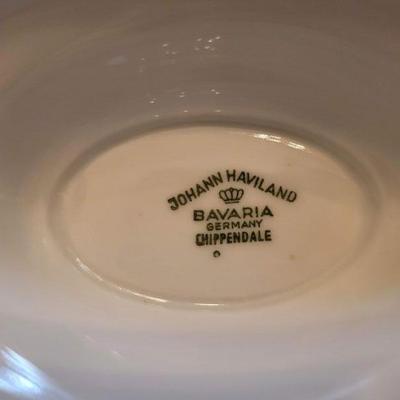 JOHANN HAVILAND
BAVARIA
GERMANY
CHIPPENDALE